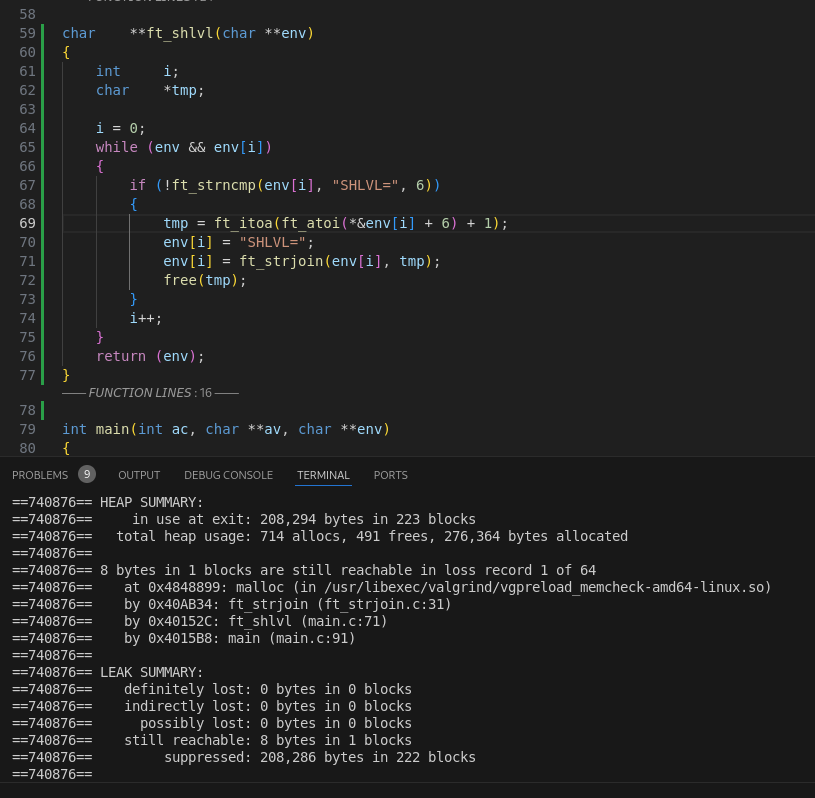 58
59 char    **ft_shlvl(char **env)
60 {
61     int     i;
62     char    *tmp;
63
64     i = 0;
65     while (env && env[i])
66     {
67         if (!ft_strncmp(env[i], "SHLVL=", 6))
68         {
69             tmp = ft_itoa(ft_atoi(*&env[i] + 6) + 1);
70             env[i] = "SHLVL=";
71             env[i] = ft_strjoin(env[i], tmp);
72             free(tmp);
73         }
74         i++;
75     }
76     return (env);
77 }
FUNCTION LINES : 16
78
79 int main(int ac, char **av, char **env)
80 {
PROBLEMS 9 OUTPUT DEBUG CONSOLE TERMINAL PORTS
==740876== HEAP SUMMARY:
==740876==     in use at exit: 208,294 bytes in 223 blocks
==740876==   total heap usage: 714 allocs, 491 frees, 276,364 bytes allocated
==740876==
==740876== 8 bytes in 1 blocks are still reachable in loss record 1 of 64
==740876==    at 0x4848899: malloc (in /usr/libexec/valgrind/vgpreload_memcheck-amd64-linux.so)
==740876==    by 0x40AB34: ft_strjoin (ft_strjoin.c:31)
==740876==    by 0x40152C: ft_shlvl (main.c:71)
==740876==    by 0x4015B8: main (main.c:91)
==740876==
==740876== LEAK SUMMARY:
==740876==    definitely lost: 0 bytes in 0 blocks
==740876==    indirectly lost: 0 bytes in 0 blocks
==740876==      possibly lost: 0 bytes in 0 blocks
==740876==    still reachable: 8 bytes in 1 blocks
==740876==         suppressed: 208,286 bytes in 222 blocks
==740876==